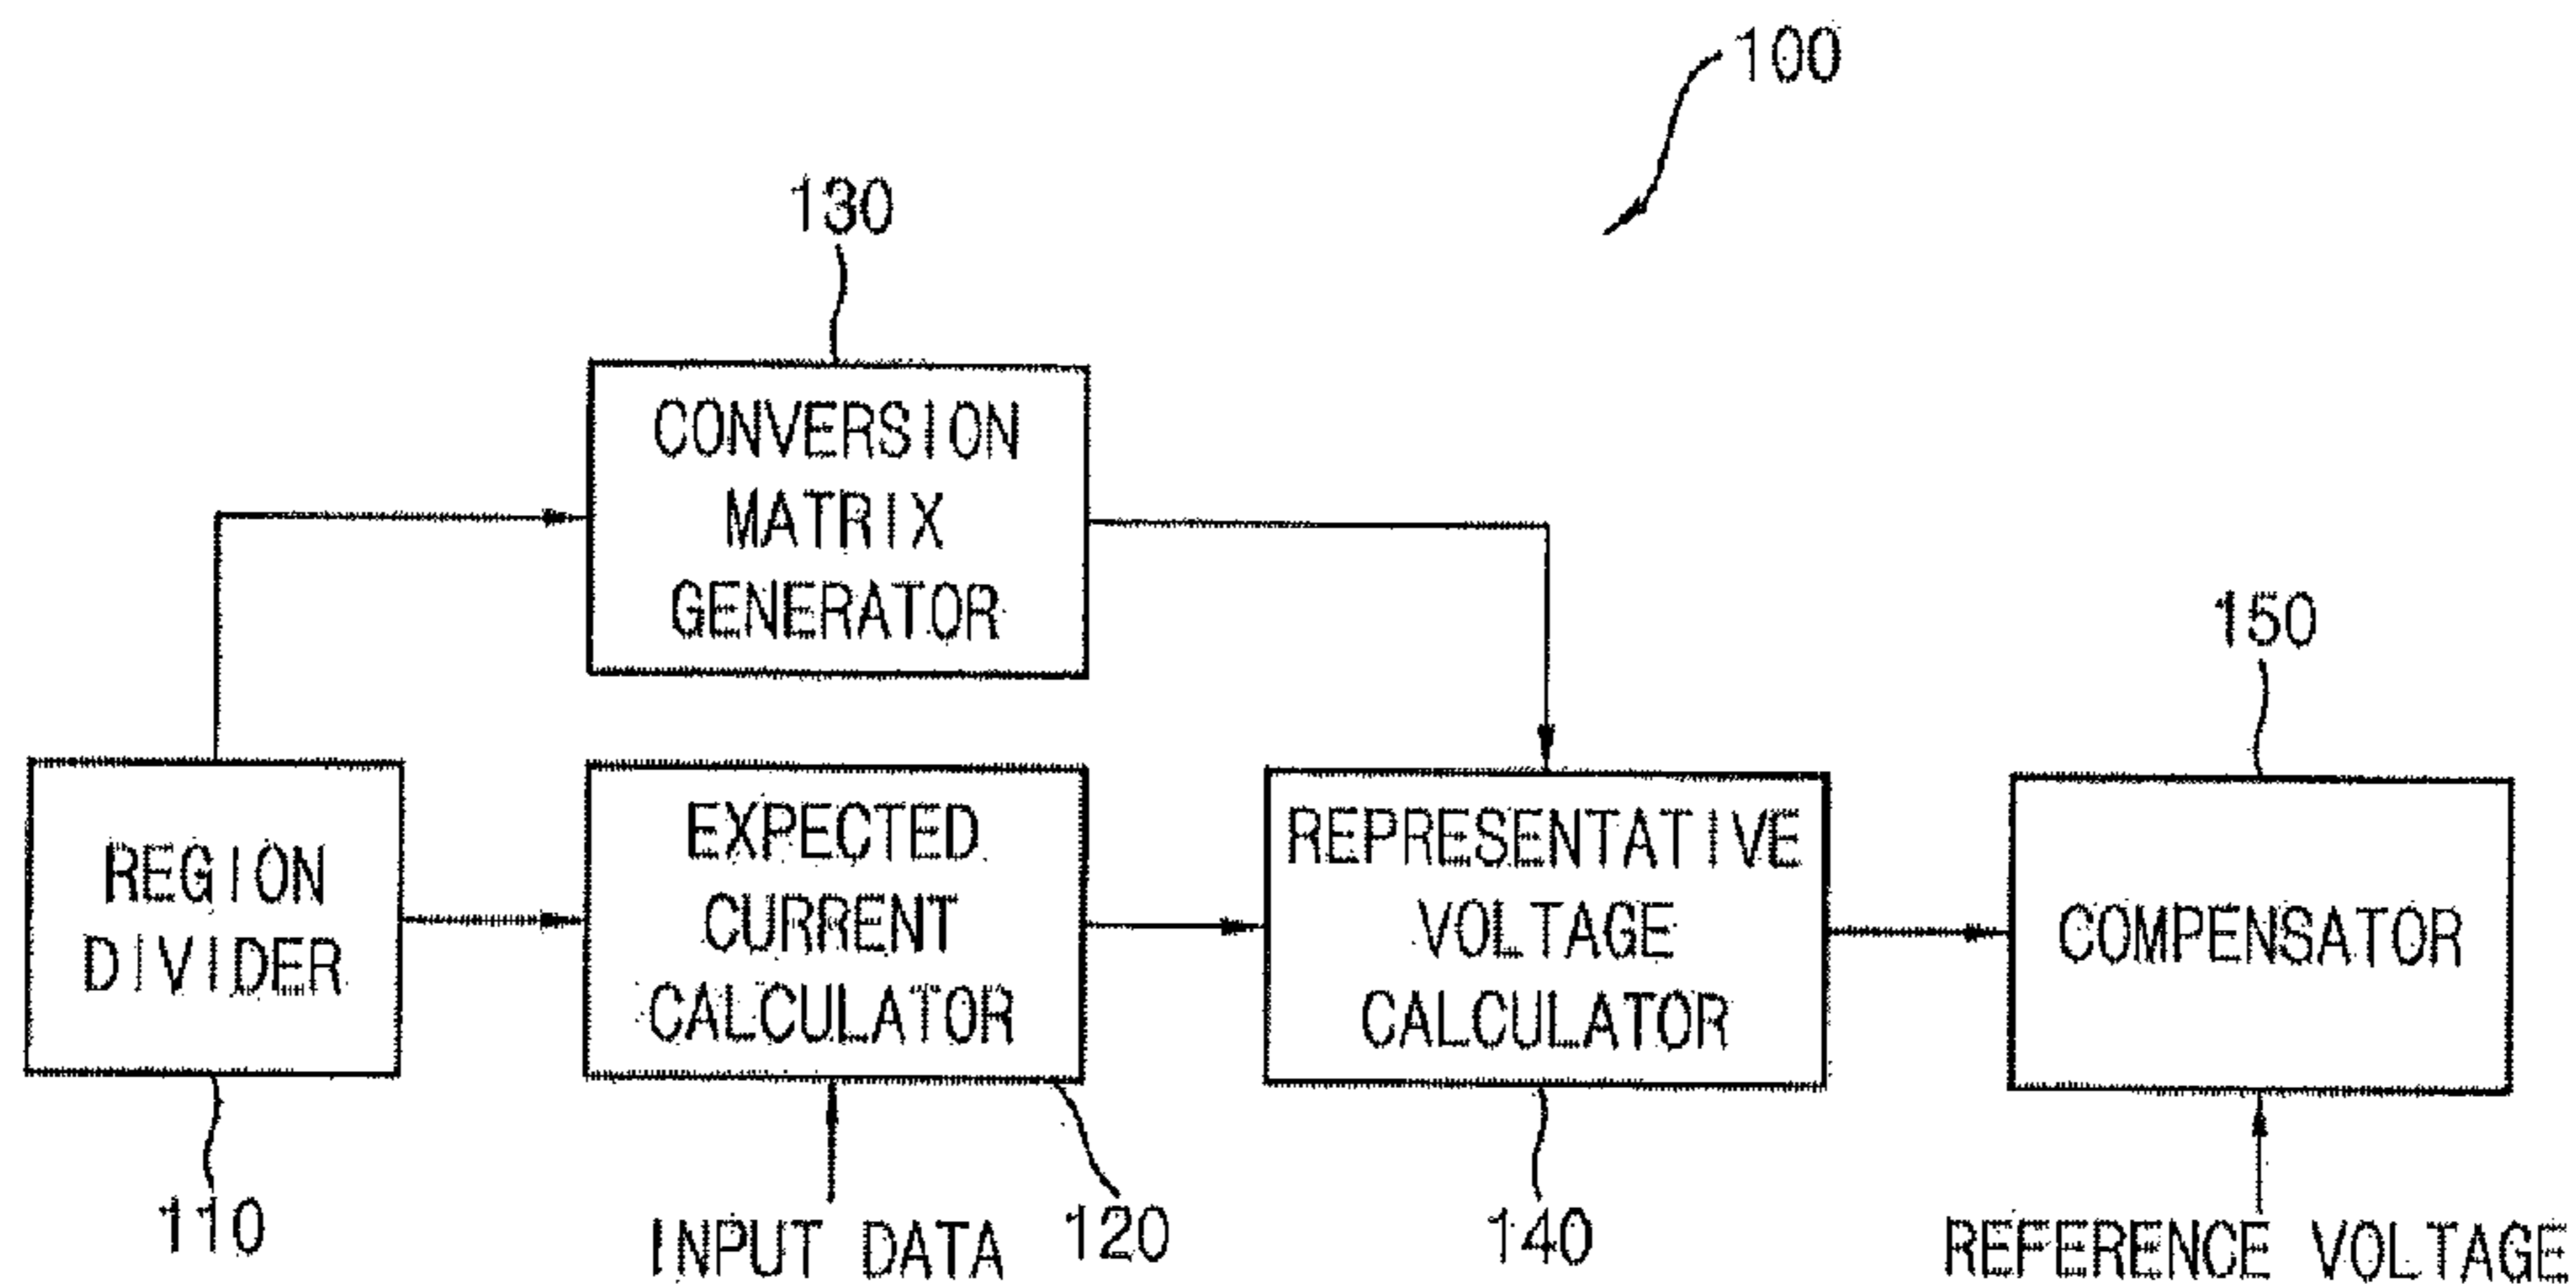 100
130
CONVERSION
MATRIX
GENERATOR
150
REGION
DIVIDER
EXPECTED
CURRENT
CALCULATOR
REPRESENTATIVE
VOLTAGE
CALCULATOR
COMPENSATOR
110
INPUT DATA
120
140
REFERENCE VOLTAGE